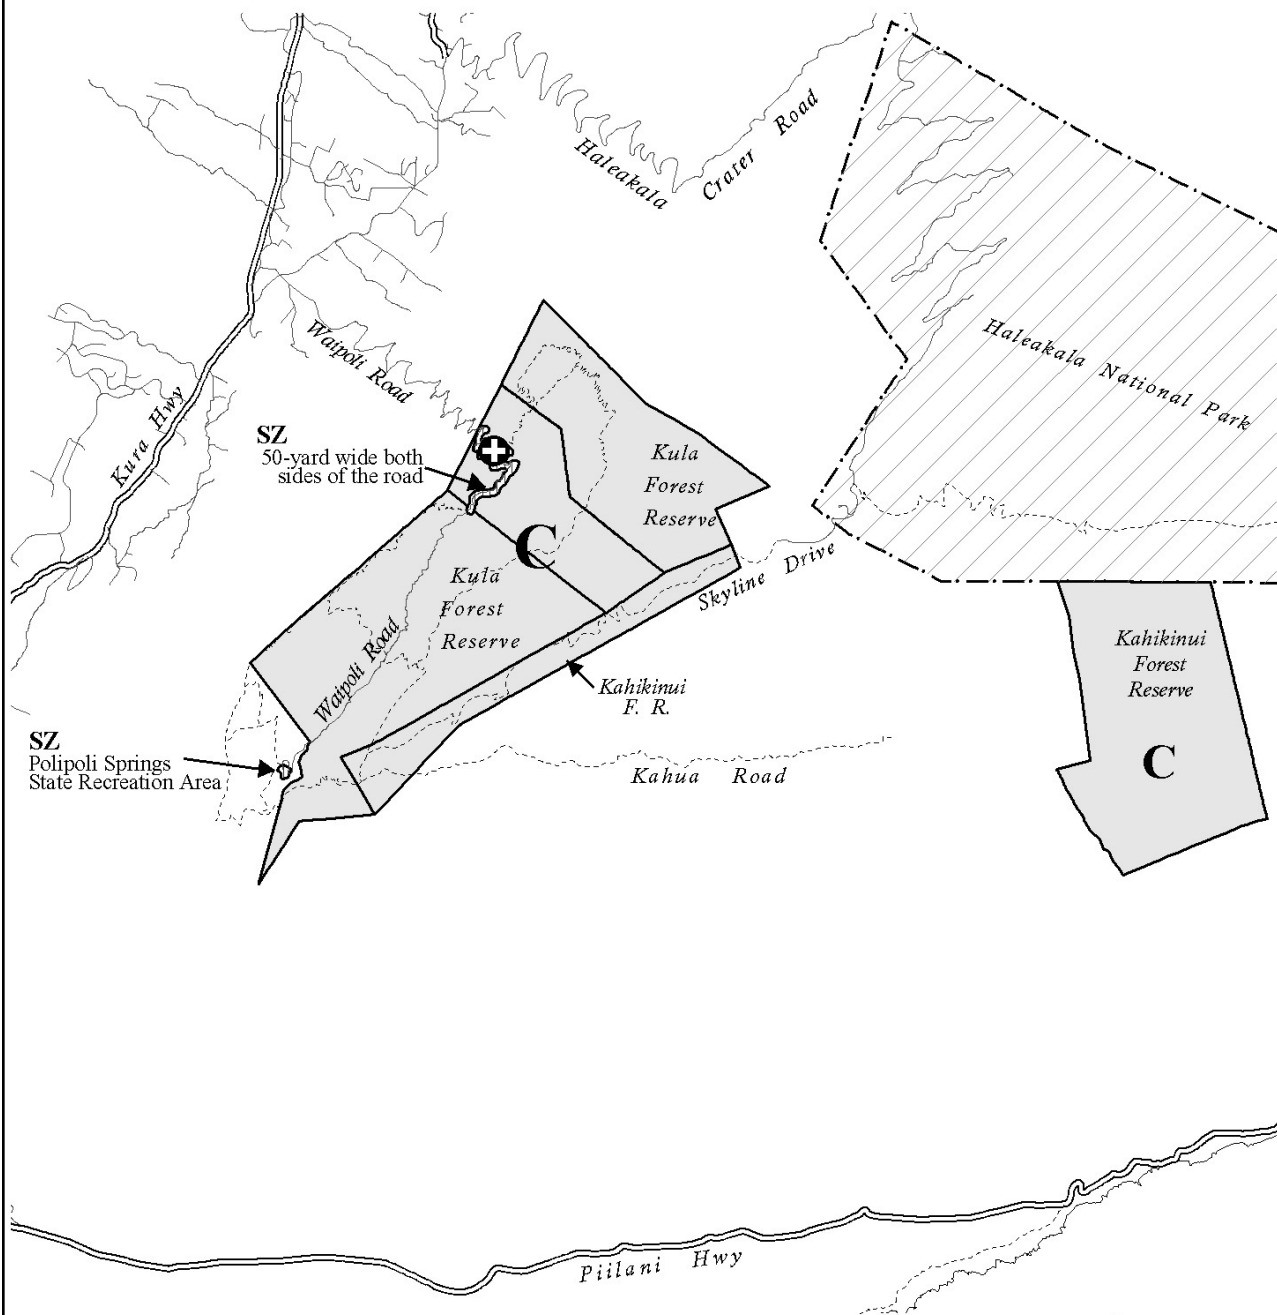 Haleakala
Crater Road
Haleakala National Park
Waipoli Road
Kura Hwy
SZ
50-yard wide both
sides of the road
Kula
Forest
Reserve
C
Kula
Forest
Reserve
Skyline Drive
Waipoli Road
Kahikinui
F. R.
Kahikinui
Forest
Reserve
C
SZ
Polipoli Springs
State Recreation Area
Kahua Road
Piilani Hwy